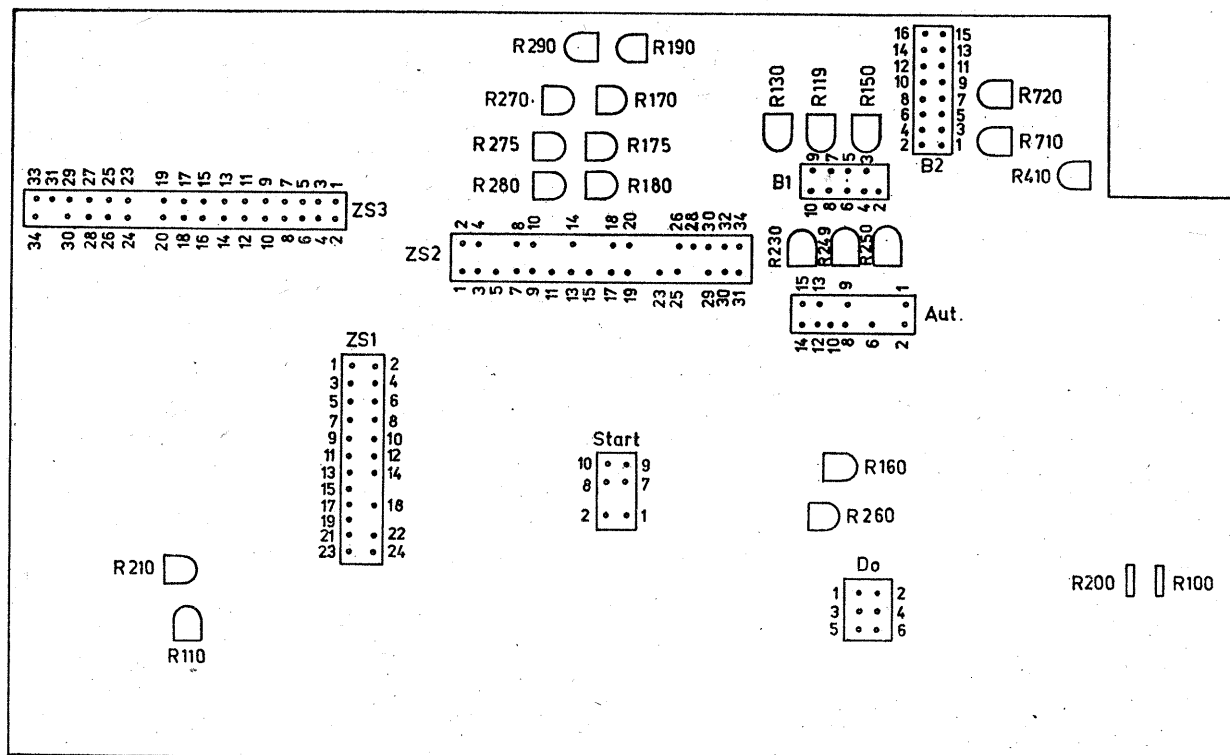 R290 R190
R270 R170
R275 R175
R280 R180
R130 R119 R150
16 15
14 13
12 11
10 9
8 7
6 5
4 3
2 1
B2
R720
R710
R410
9 7 5 3
B1
10 8 6 4 2
33 31 29 27 25 23 19 17 15 13 11 9 7 5 3 1
ZS3
34 30 28 26 24 20 18 16 14 12 10 8 6 4 2
2 4 8 10 14 18 20 26 28 30 32 34
ZS2
1 3 5 7 9 11 13 15 17 19 23 25 29 30 31
R230 R249 R250
15 13 9 1
Aut.
14 12 10 8 6 2
ZS1
1 2
3 4
5 6
7 8
9 10
11 12
13 14
15
17 18
19
21 22
23 24
Start
10 9
8 7
2 1
R160
R260
Do
1 2
3 4
5 6
R210
R110
R200 R100